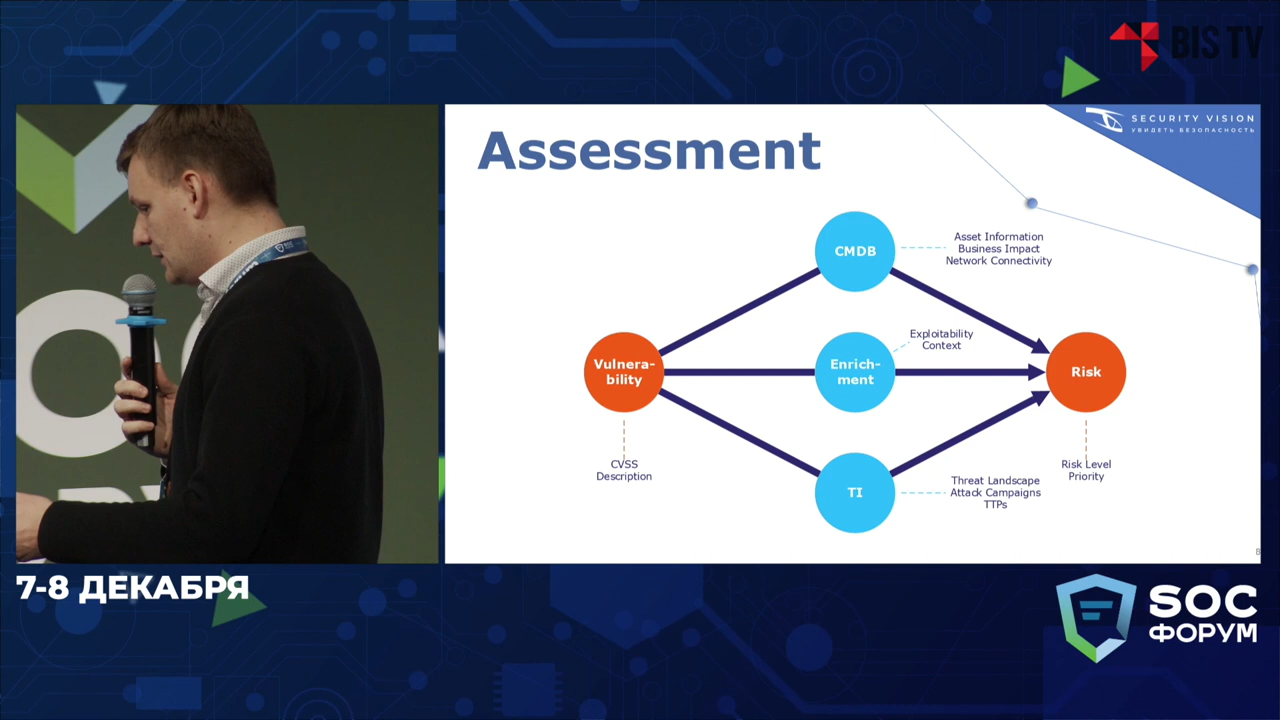 BIS TV
SECURITY VISION
УВИДЕТЬ БЕЗОПАСНОСТЬ
Assessment
CMDB
Asset Information
Business Impact
Network Connectivity
Exploitability
Context
Vulnera-
bility
Enrich-
ment
Risk
CVSS
Description
Risk Level
Priority
TI
Threat Landscape
Attack Campaigns
TTPs
8
7-8 ДЕКАБРЯ
SOC
ФОРУМ